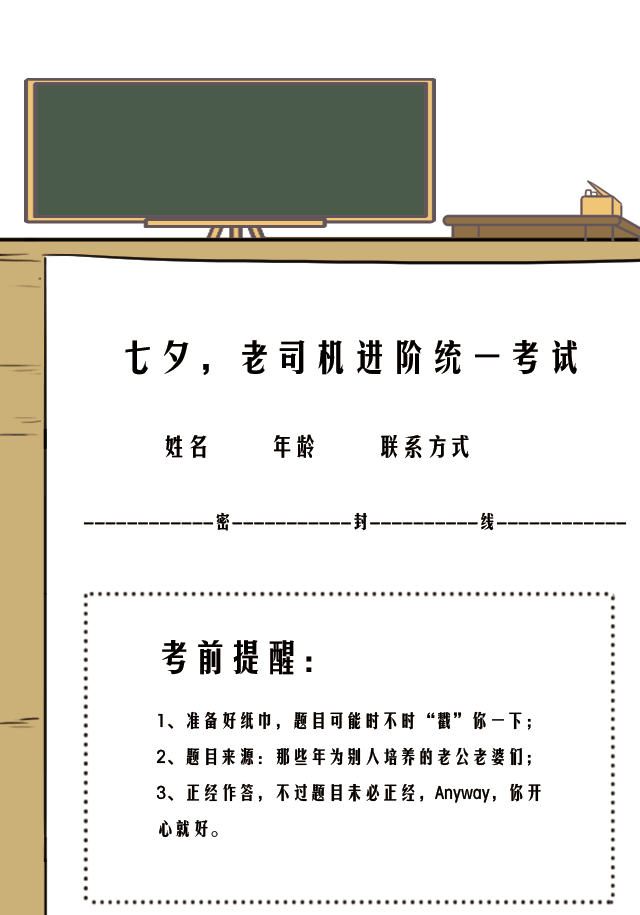 七夕，老司机进阶统一考试
姓名 年龄 联系方式
------------密-----------封----------线------------
考前提醒：
1、准备好纸巾，题目可能时不时“戳”你一下；
2、题目来源：那些年为别人培养的老公老婆们；
3、正经作答，不过题目未必正经，Anyway，你开
心就好。